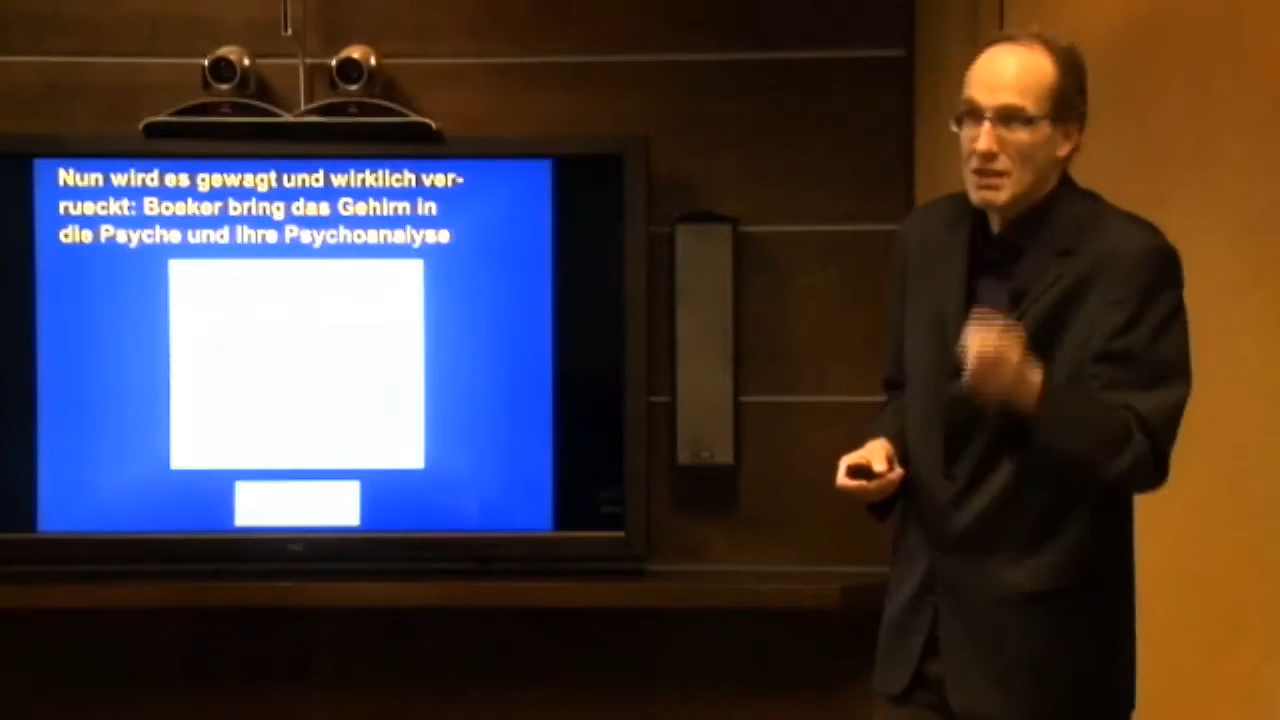 Nun wird es gewagt und wirklich ver-
rueckt: Boeker bring das Gehirn in
die Psyche und Ihre Psychoanalyse